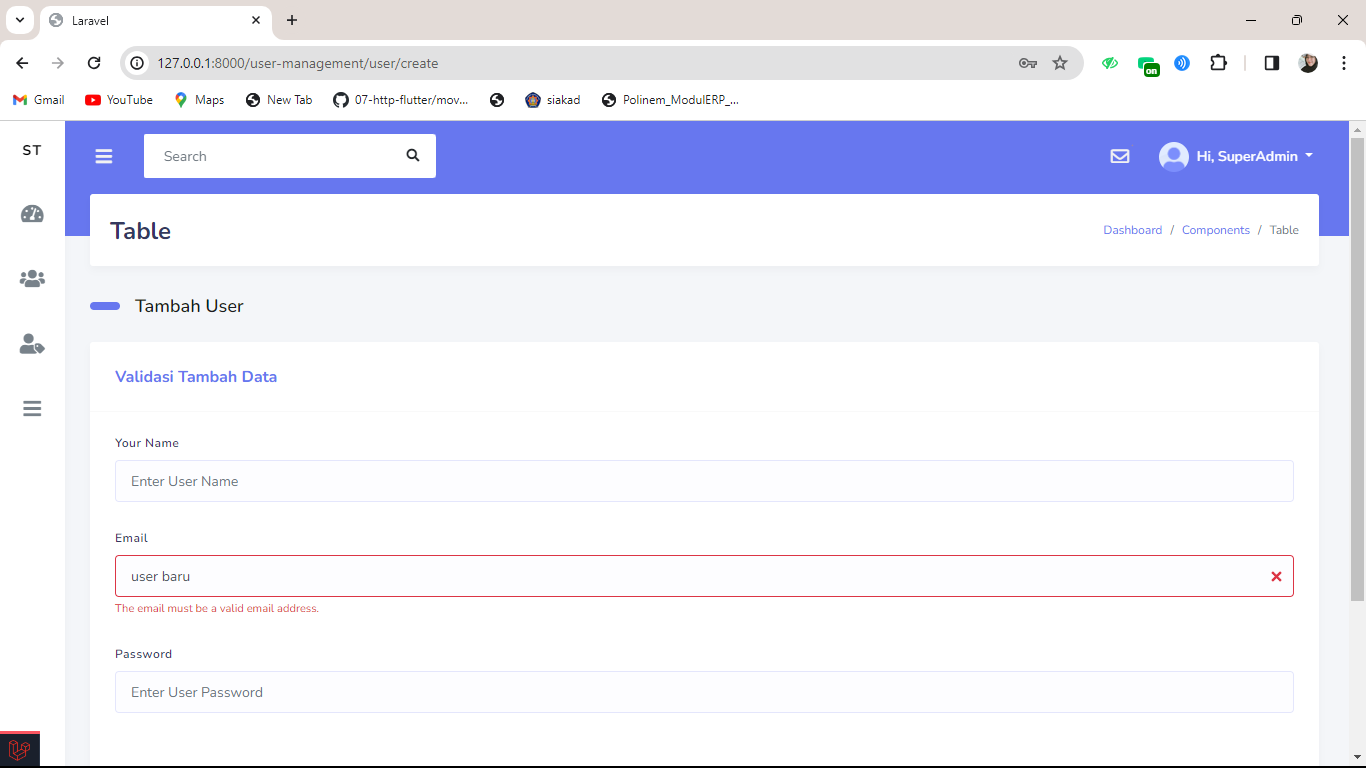 Laravel
127.0.0.1:8000/user-management/user/create
on
Gmail YouTube Maps New Tab 07-http-flutter/mov... siakad Polinem_ModulERP_...
ST
Search
Hi, SuperAdmin
Table
Dashboard / Components / Table
Tambah User
Validasi Tambah Data
Your Name
Enter User Name
Email
user baru
The email must be a valid email address.
Password
Enter User Password